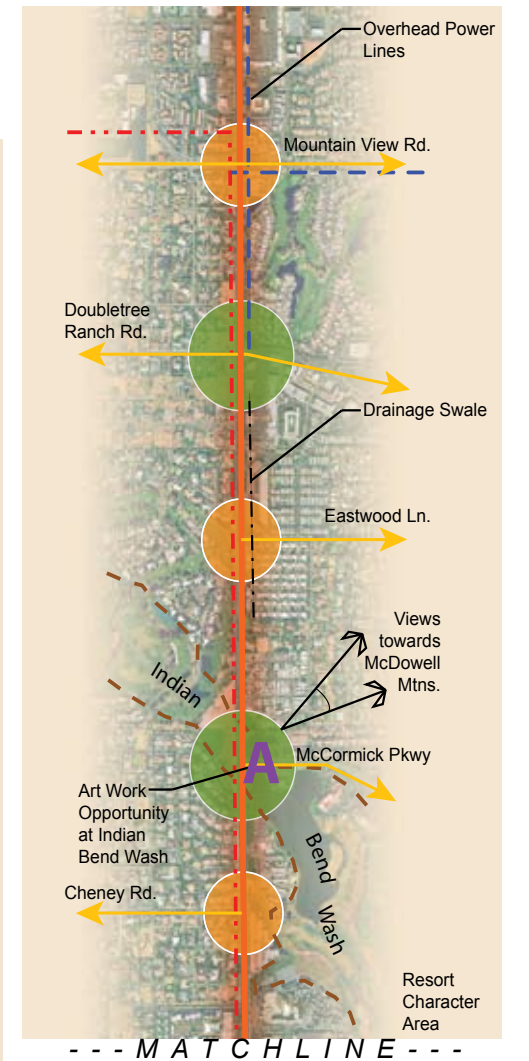 Overhead Power
Lines
Mountain View Rd.
Doubletree
Ranch Rd.
Drainage Swale
Eastwood Ln.
Views
towards
McDowell
Mtns.
Indian
McCormick Pkwy
A
Art Work
Opportunity
at Indian
Bend Wash
Bend
Cheney Rd.
Wash
Resort
Character
Area
- - - M A T C H L I N E - - -